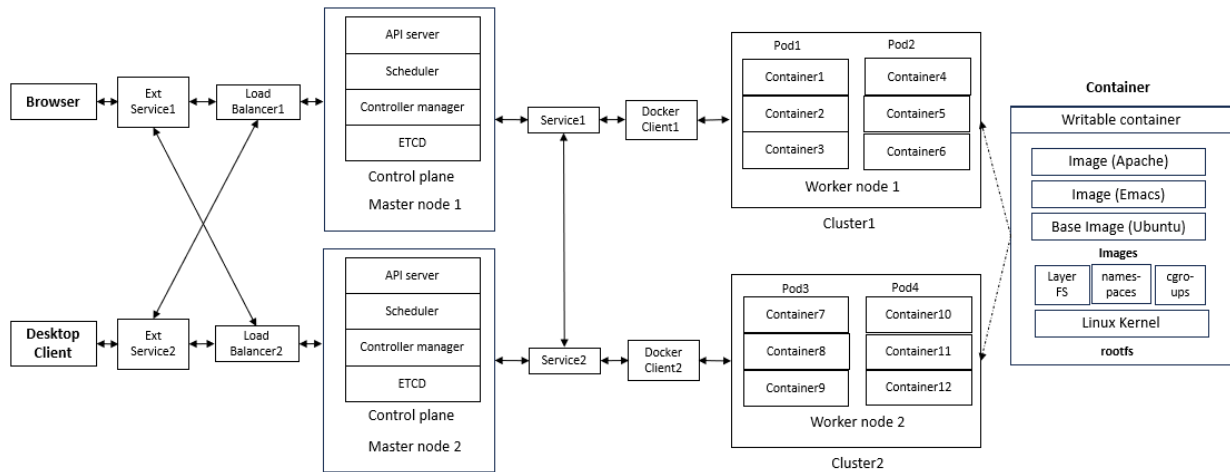 Browser
Ext
Service1
Load
Balancer1
API server
Scheduler
Controller manager
ETCD
Control plane
Master node 1
Service1
Docker
Client1
Pod1
Container1
Container2
Container3
Pod2
Container4
Container5
Container6
Worker node 1
Cluster1
Desktop
Client
Ext
Service2
Load
Balancer2
API server
Scheduler
Controller manager
ETCD
Control plane
Master node 2
Service2
Docker
Client2
Pod3
Container7
Container8
Container9
Pod4
Container10
Container11
Container12
Worker node 2
Cluster2
Container
Writable container
Image (Apache)
Image (Emacs)
Base Image (Ubuntu)
Images
Layer
FS
names-
paces
cgro-
ups
Linux Kernel
rootfs